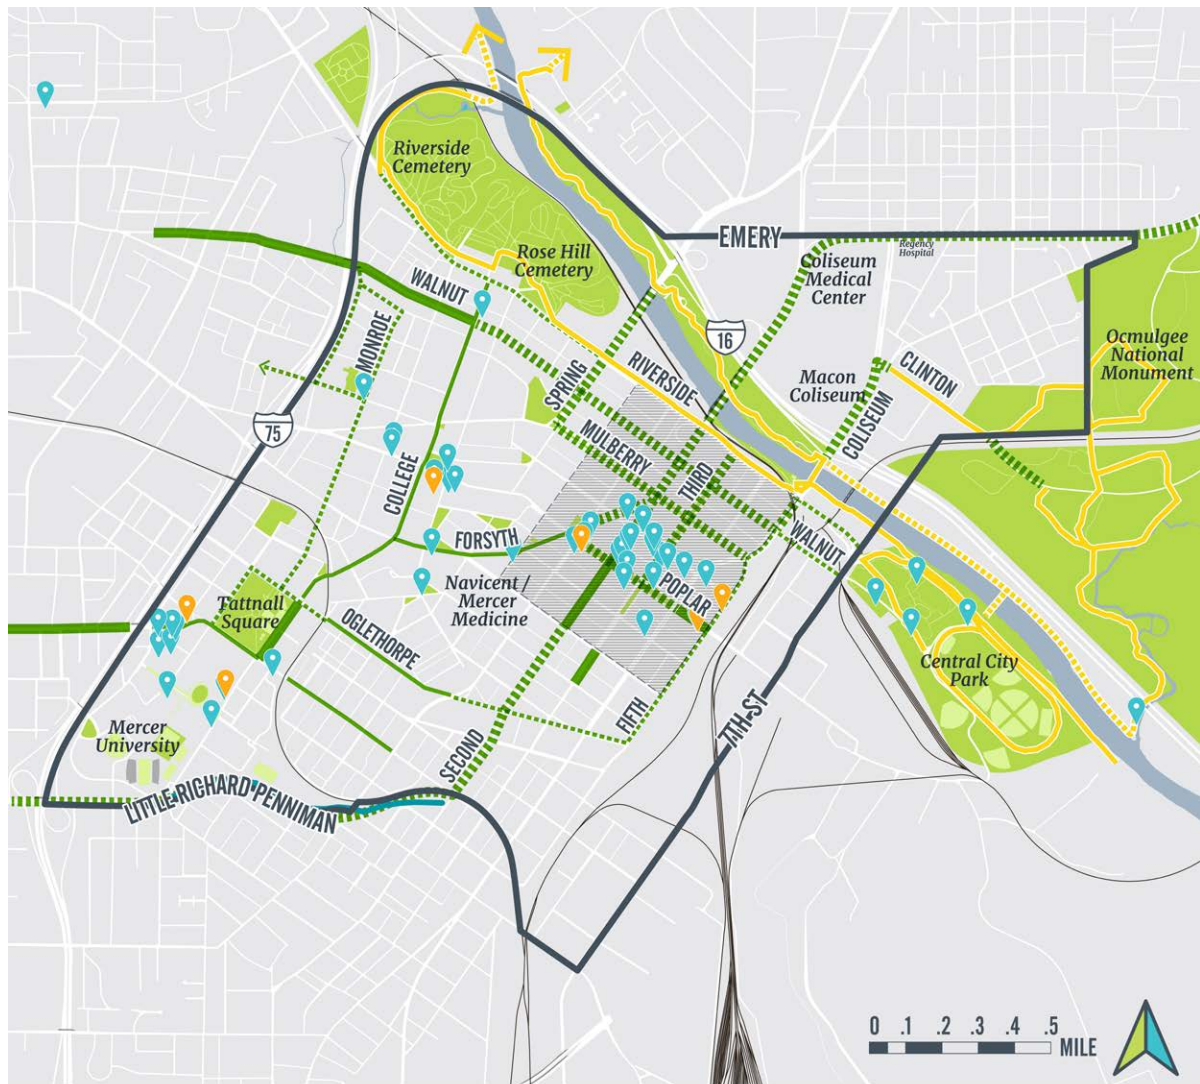 Riverside
Cemetery
EMERY
Regency
Hospital
Rose Hill
Cemetery
Coliseum
Medical
Center
WALNUT
MONROE
16
Ocmulgee
National
Monument
SPRING
RIVERSIDE
Macon
Coliseum
CLINTON
COLISEUM
75
MULBERRY
THIRD
COLLEGE
FORSYTH
WALNUT
Navicent /
Mercer
Medicine
POPLAR
Tattnall
Square
OGLETHORPE
Central City
Park
FIFTH
7TH ST
Mercer
University
SECOND
LITTLE RICHARD PENNIMAN
0 .1 .2 .3 .4 .5
MILE